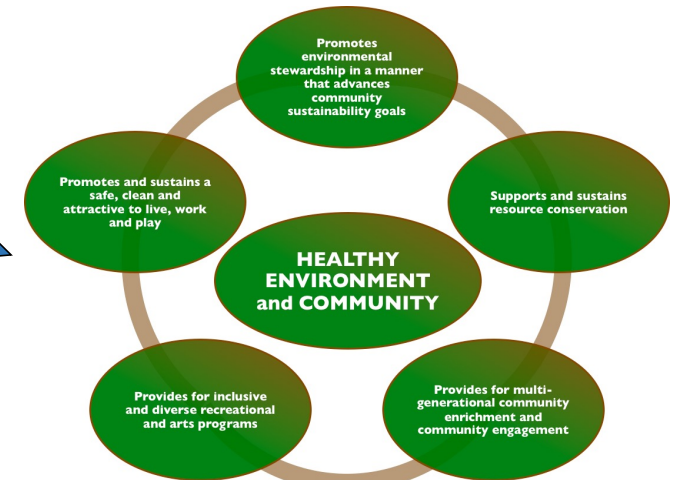 Promotes
environmental
stewardship in a manner
that advances
community
sustainability goals
Promotes and sustains a
safe, clean and
attractive to live, work
and play
Supports and sustains
resource conservation
HEALTHY
ENVIRONMENT
and COMMUNITY
Provides for inclusive
and diverse recreational
and arts programs
Provides for multi-
generational community
enrichment and
community engagement